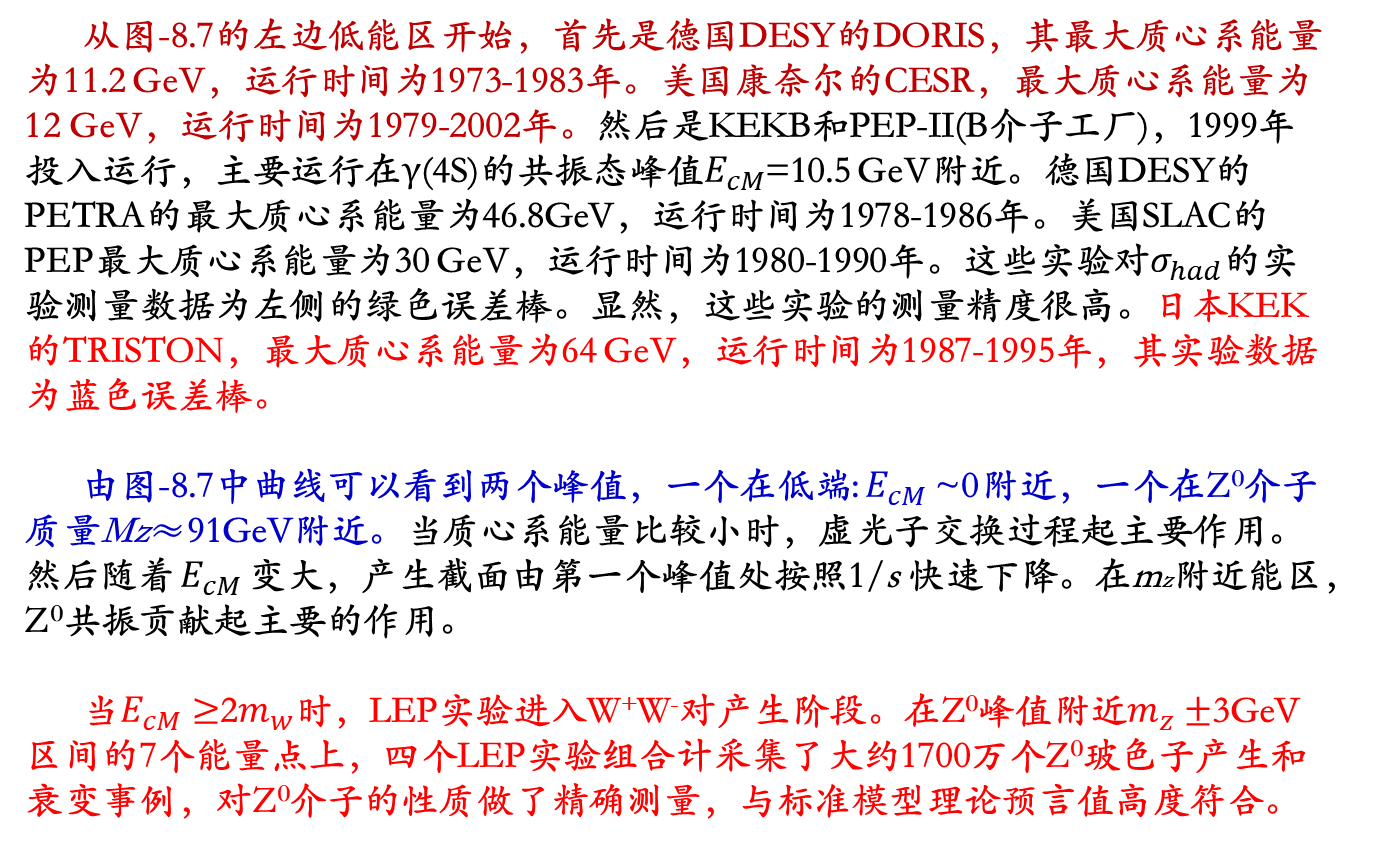 从图-8.7的左边低能区开始，首先是德国DESY的DORIS，其最大质心系能量
为11.2 GeV，运行时间为1973-1983年。美国康奈尔的CESR，最大质心系能量为
12 GeV，运行时间为1979-2002年。然后是KEKB和PEP-II(B介子工厂)，1999年
投入运行，主要运行在γ(4S)的共振态峰值E_{cM}=10.5 GeV附近。德国DESY的
PETRA的最大质心系能量为46.8GeV，运行时间为1978-1986年。美国SLAC的
PEP最大质心系能量为30 GeV，运行时间为1980-1990年。这些实验对σ_{had}的实
验测量数据为左侧的绿色误差棒。显然，这些实验的测量精度很高。日本KEK
的TRISTON，最大质心系能量为64 GeV，运行时间为1987-1995年，其实验数据
为蓝色误差棒。
由图-8.7中曲线可以看到两个峰值，一个在低端: E_{cM} ~0附近，一个在Z⁰介子
质量Mz≈91GeV附近。当质心系能量比较小时，虚光子交换过程起主要作用。
然后随着E_{cM}变大，产生截面由第一个峰值处按照1/s快速下降。在mz附近能区，
Z⁰共振贡献起主要的作用。
当E_{cM} ≥2m_w时，LEP实验进入W⁺W⁻对产生阶段。在Z⁰峰值附近m_z ±3GeV
区间的7个能量点上，四个LEP实验组合计采集了大约1700万个Z⁰玻色子产生和
衰变事例，对Z⁰介子的性质做了精确测量，与标准模型理论预言值高度符合。